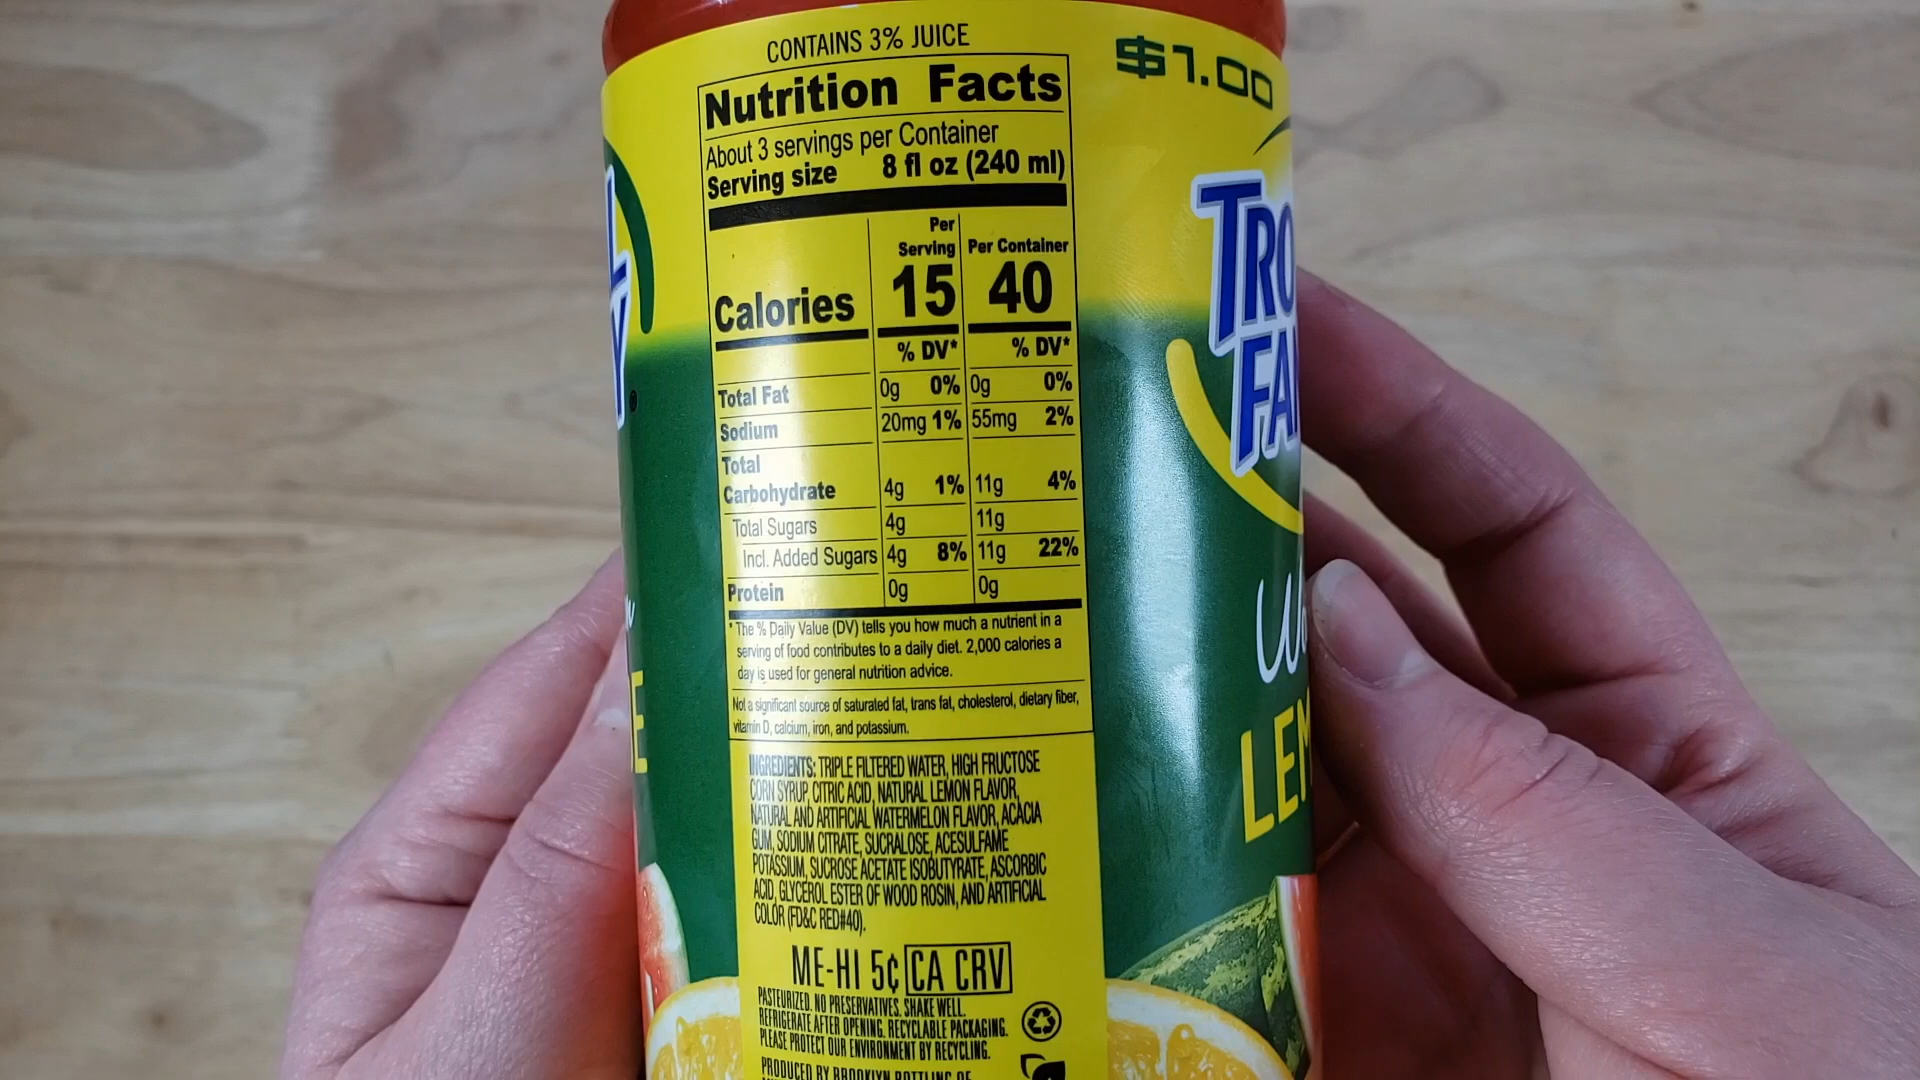 CONTAINS 3% JUICE
$1.00
Nutrition Facts
About 3 servings per Container
Serving size 8 fl oz (240 ml)
Per Serving Per Container
Calories 15 40
% DV* % DV*
Total Fat 0g 0% 0g 0%
Sodium 20mg 1% 55mg 2%
Total
Carbohydrate 4g 1% 11g 4%
Total Sugars 4g 11g
Incl. Added Sugars 4g 8% 11g 22%
Protein 0g 0g
* The % Daily Value (DV) tells you how much a nutrient in a
serving of food contributes to a daily diet. 2,000 calories a
day is used for general nutrition advice.
Not a significant source of saturated fat, trans fat, cholesterol, dietary fiber,
vitamin D, calcium, iron, and potassium.
INGREDIENTS: TRIPLE FILTERED WATER, HIGH FRUCTOSE
CORN SYRUP, CITRIC ACID, NATURAL LEMON FLAVOR,
NATURAL AND ARTIFICIAL WATERMELON FLAVOR, ACACIA
GUM, SODIUM CITRATE, SUCRALOSE, ACESULFAME
POTASSIUM, SUCROSE ACETATE ISOBUTYRATE, ASCORBIC
ACID, GLYCEROL ESTER OF WOOD ROSIN, AND ARTIFICIAL
COLOR (FD&C RED#40).
ME-HI 5¢ CA CRV
PASTEURIZED. NO PRESERVATIVES. SHAKE WELL.
REFRIGERATE AFTER OPENING. RECYCLABLE PACKAGING.
PLEASE PROTECT OUR ENVIRONMENT BY RECYCLING.
PRODUCED BY BROOKLYN BOTTLING OF
TRO
FA
W
LEM